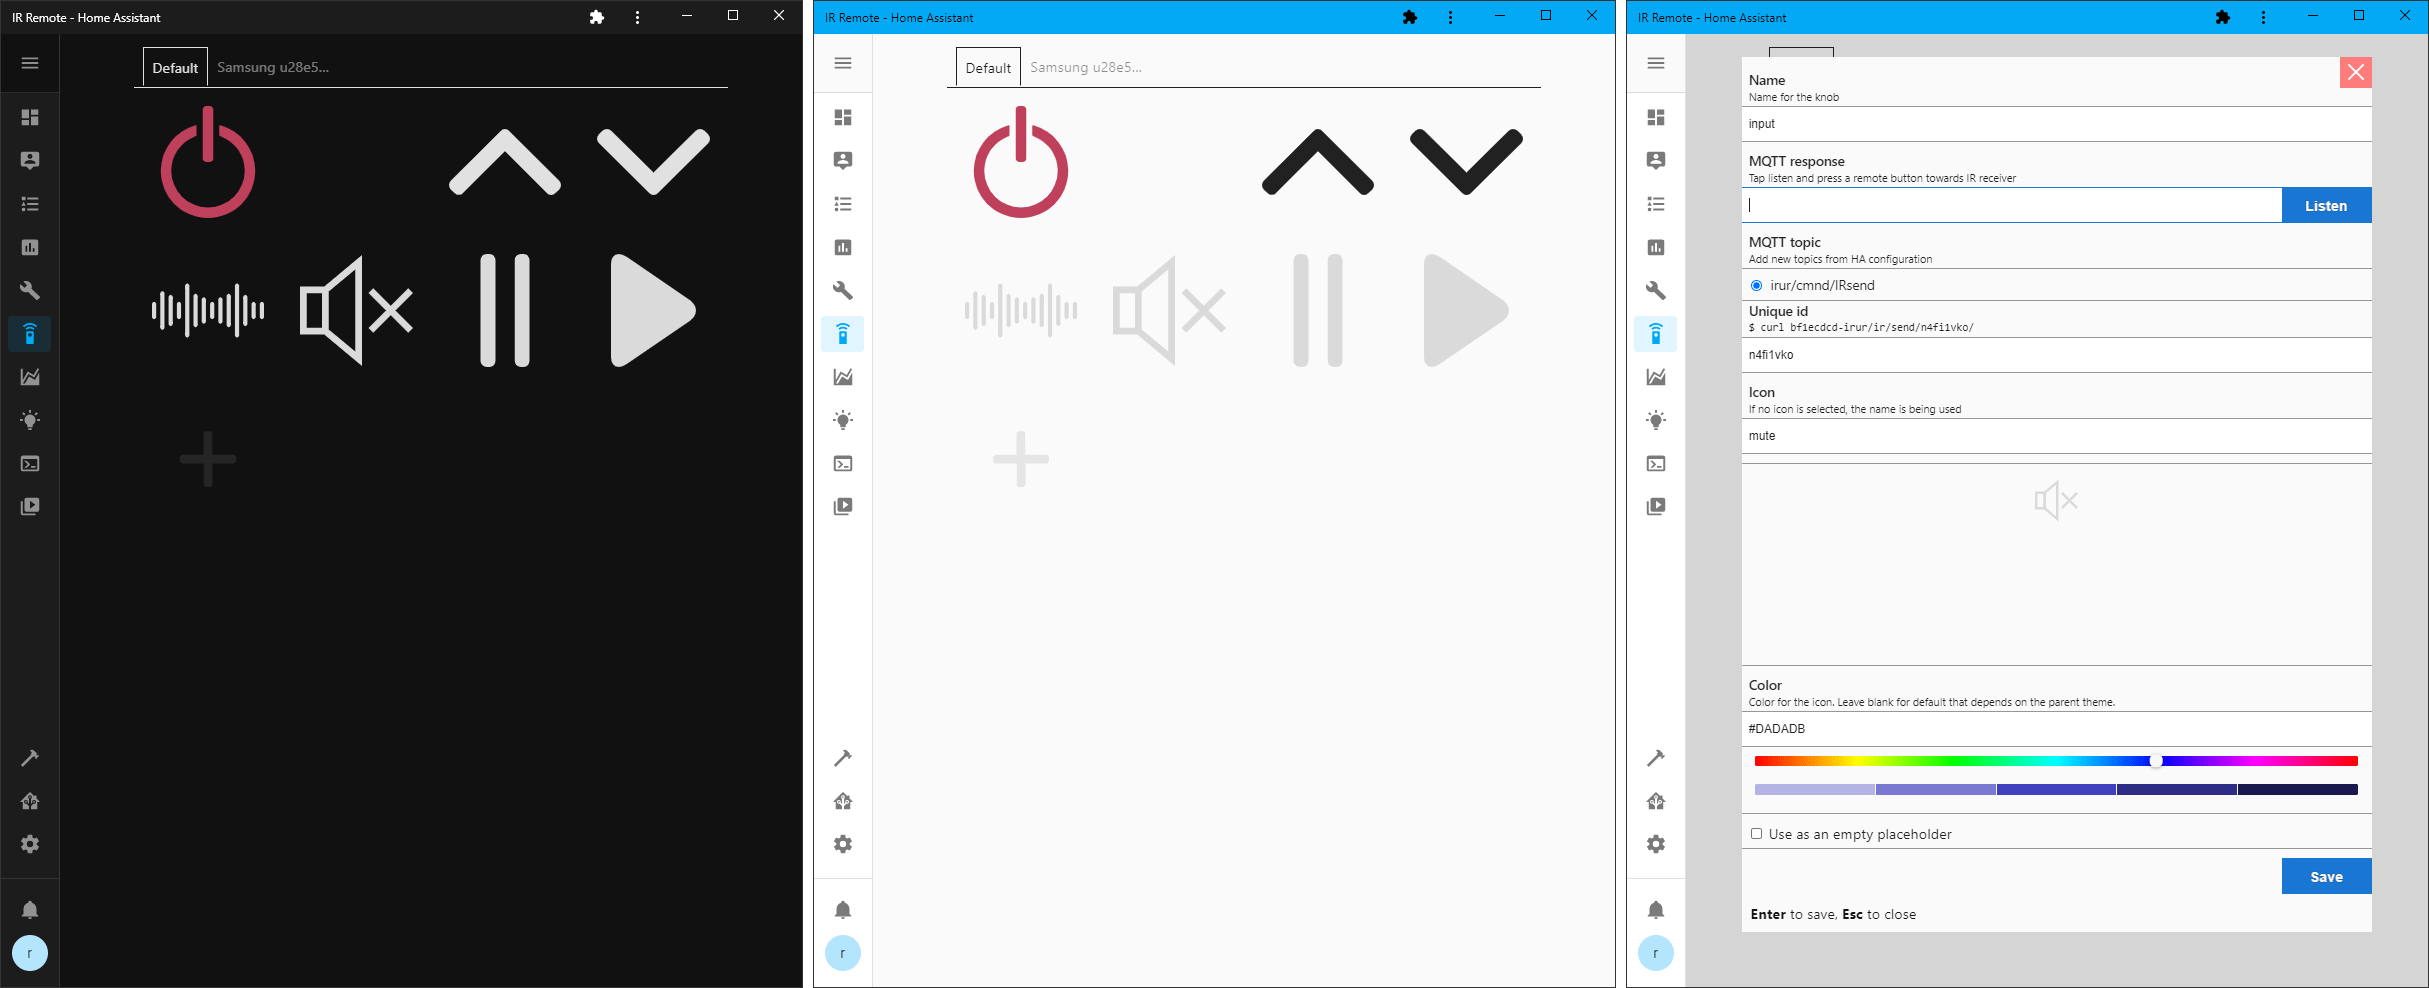 IR Remote - Home Assistant
Default
Samsung u28e5...
r
IR Remote - Home Assistant
Default
Samsung u28e5...
r
IR Remote - Home Assistant
Name
Name for the knob
input
MQTT response
Tap listen and press a remote button towards IR receiver
Listen
MQTT topic
Add new topics from HA configuration
irur/cmnd/IRsend
Unique id
$ curl bf1ecdcd-irur/ir/send/n4fi1vko/
n4fi1vko
Icon
If no icon is selected, the name is being used
mute
Color
Color for the icon. Leave blank for default that depends on the parent theme.
#DADADB
Use as an empty placeholder
Save
Enter to save, Esc to close
r